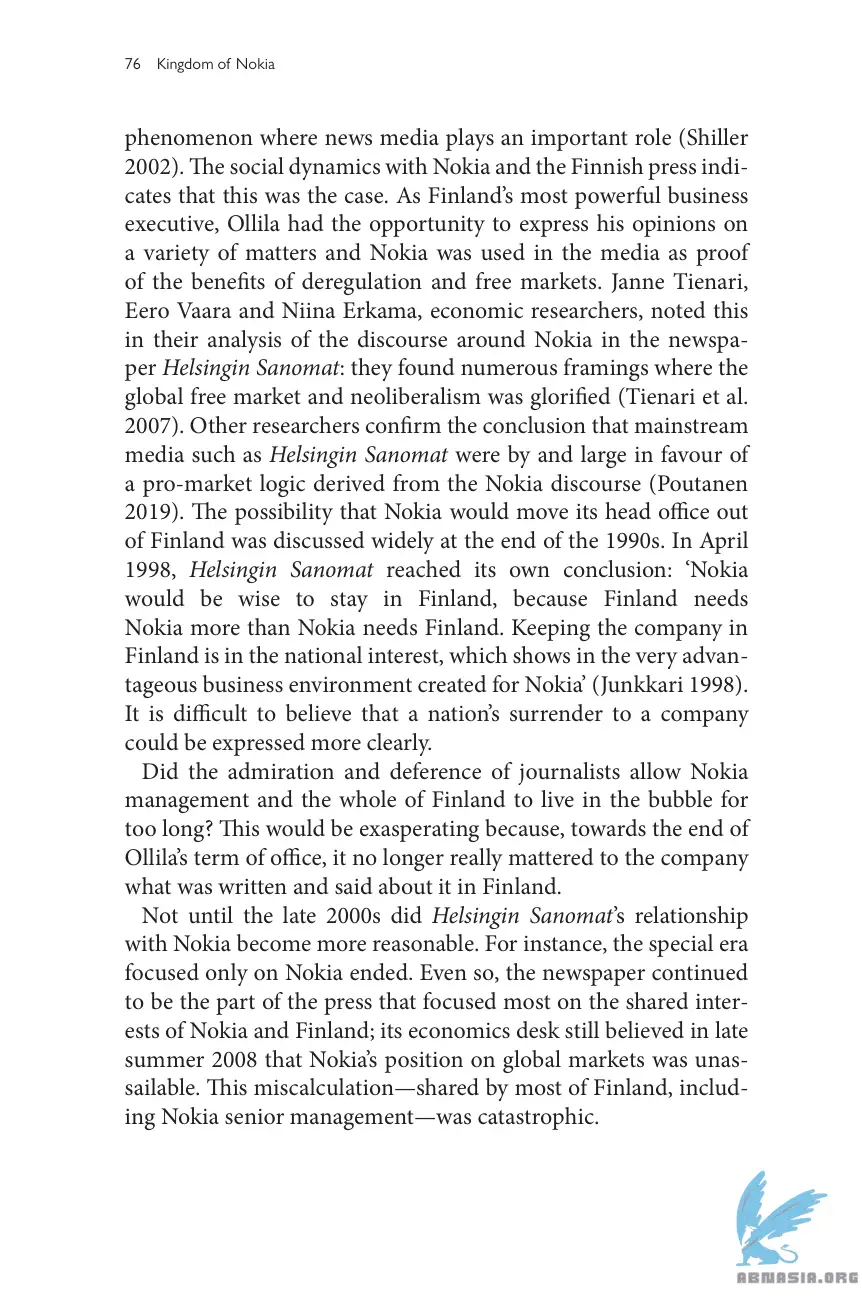 76 Kingdom of Nokia
phenomenon where news media plays an important role (Shiller
2002). The social dynamics with Nokia and the Finnish press indi-
cates that this was the case. As Finland’s most powerful business
executive, Ollila had the opportunity to express his opinions on
a variety of matters and Nokia was used in the media as proof
of the benefits of deregulation and free markets. Janne Tienari,
Eero Vaara and Niina Erkama, economic researchers, noted this
in their analysis of the discourse around Nokia in the newspa-
per Helsingin Sanomat: they found numerous framings where the
global free market and neoliberalism was glorified (Tienari et al.
2007). Other researchers confirm the conclusion that mainstream
media such as Helsingin Sanomat were by and large in favour of
a pro-market logic derived from the Nokia discourse (Poutanen
2019). The possibility that Nokia would move its head office out
of Finland was discussed widely at the end of the 1990s. In April
1998, Helsingin Sanomat reached its own conclusion: ‘Nokia
would be wise to stay in Finland, because Finland needs
Nokia more than Nokia needs Finland. Keeping the company in
Finland is in the national interest, which shows in the very advan-
tageous business environment created for Nokia’ (Junkkari 1998).
It is difficult to believe that a nation’s surrender to a company
could be expressed more clearly.
Did the admiration and deference of journalists allow Nokia
management and the whole of Finland to live in the bubble for
too long? This would be exasperating because, towards the end of
Ollila’s term of office, it no longer really mattered to the company
what was written and said about it in Finland.
Not until the late 2000s did Helsingin Sanomat’s relationship
with Nokia become more reasonable. For instance, the special era
focused only on Nokia ended. Even so, the newspaper continued
to be the part of the press that focused most on the shared inter-
ests of Nokia and Finland; its economics desk still believed in late
summer 2008 that Nokia’s position on global markets was unas-
sailable. This miscalculation—shared by most of Finland, includ-
ing Nokia senior management—was catastrophic.
ABNASIA.ORG